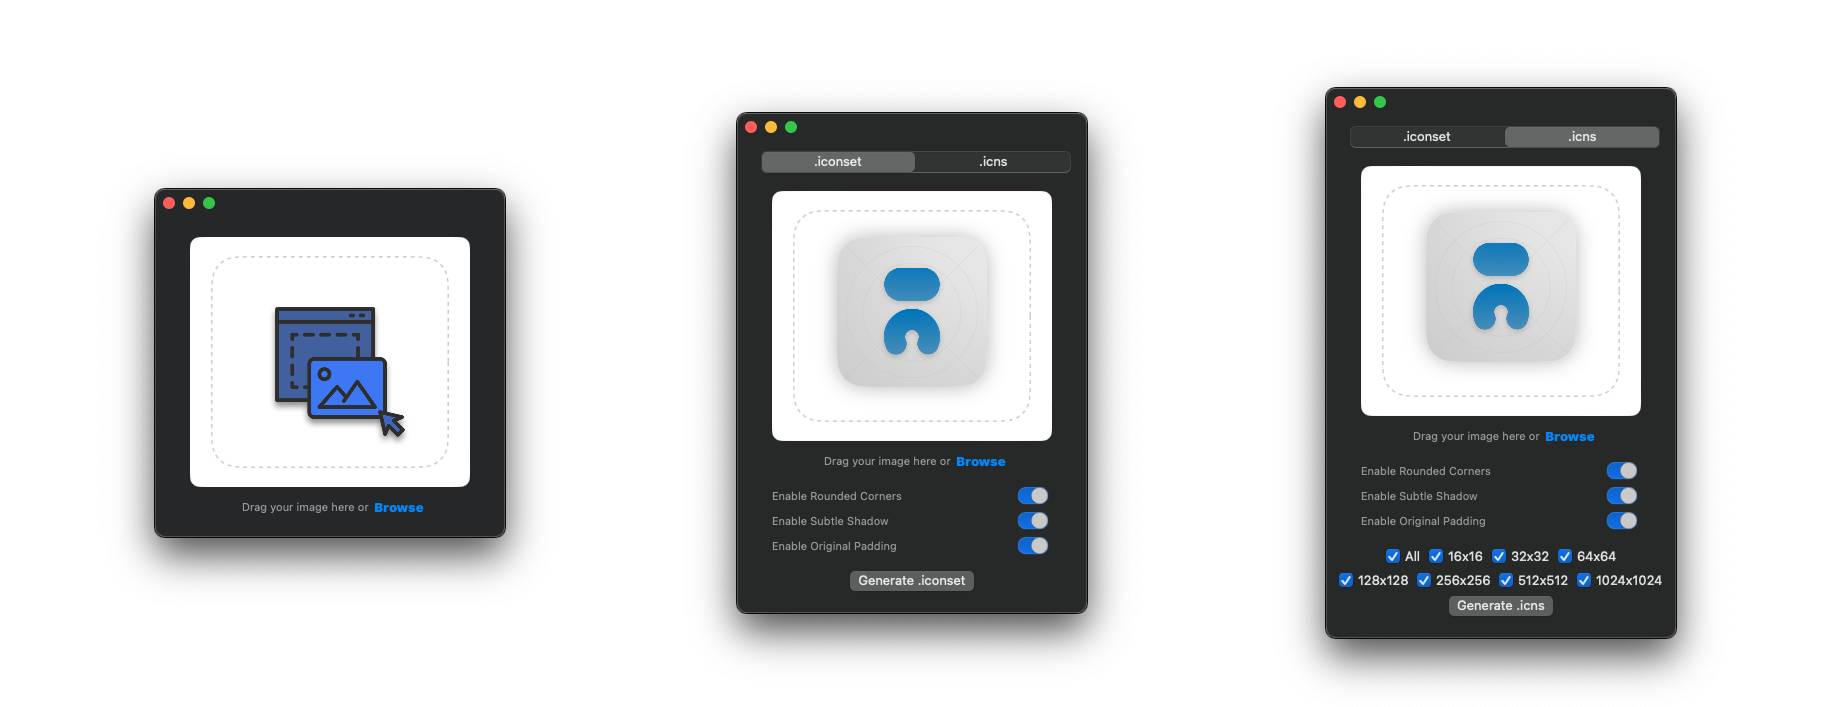 Drag your image here or Browse
.iconset .icns
Drag your image here or Browse
Enable Rounded Corners
Enable Subtle Shadow
Enable Original Padding
Generate .iconset
.iconset .icns
Drag your image here or Browse
Enable Rounded Corners
Enable Subtle Shadow
Enable Original Padding
All 16x16 32x32 64x64
128x128 256x256 512x512 1024x1024
Generate .icns